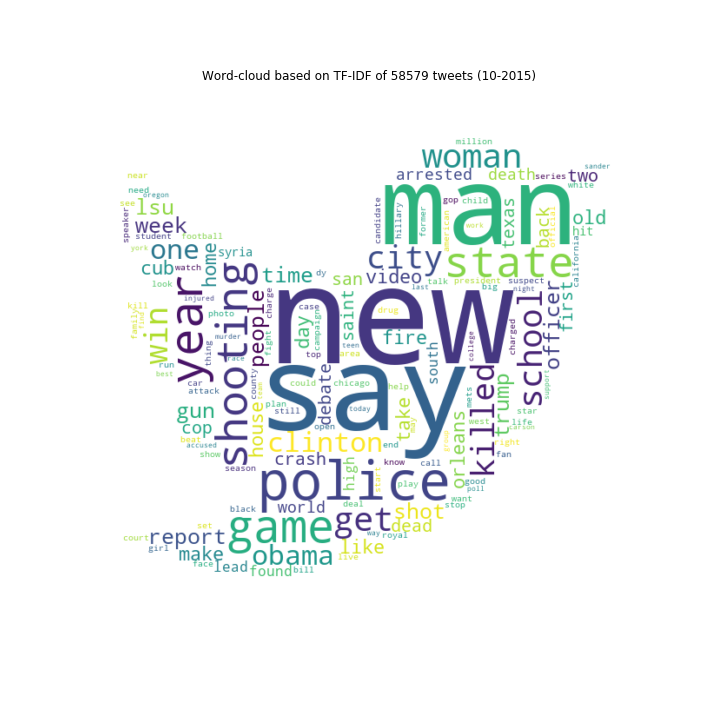 Word-cloud based on TF-IDF of 58579 tweets (10-2015)
million
woman
sander
near
arrested
death
series
two
need
oregon
man
gop
child
white
see
lsu
speaker
candidate
hillary
former
american
work
texas
back
official
old
week
hit
student
football
york
one
home
syria
city
state
california
cub
watch
time
dy
san
video
talk
president
suspect
look
year
shooting
people
charge
case
new
last
big
night
school
officer
first
injured
photo
day
campaign
saint
drug
kill
family
find
win
thing
murder
fight
fire
charged
run
grace
top
teen
area
south
college
best
car
attack
county
team
could
chicago
say
help
killed
trump
support
carson
gun
house
plan
debate
today
take
may
mets
star
cop
still
open
orleans
west
life
beat
accused
clinton
end
right
fan
show
season
crash
high
start
know
call
police
play
good
poll
black
world
deal
want
stop
set
game
get
shot
dead
court
report
way
royal
girl
make
obama
like
live
face
lead
found
bill